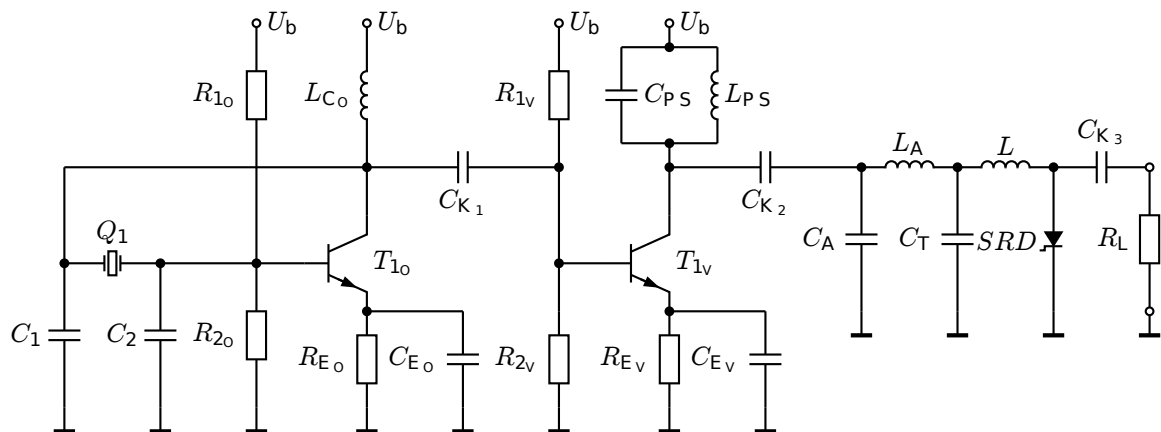 U_b U_b U_b U_b
R_1O L_CO R_1V C_PS L_PS
C_K1 C_K2 L_A L C_K3
Q_1 T_1O T_1V C_A C_T SRD R_L
C_1 C_2 R_2O R_EO C_EO R_2V R_EV C_EV